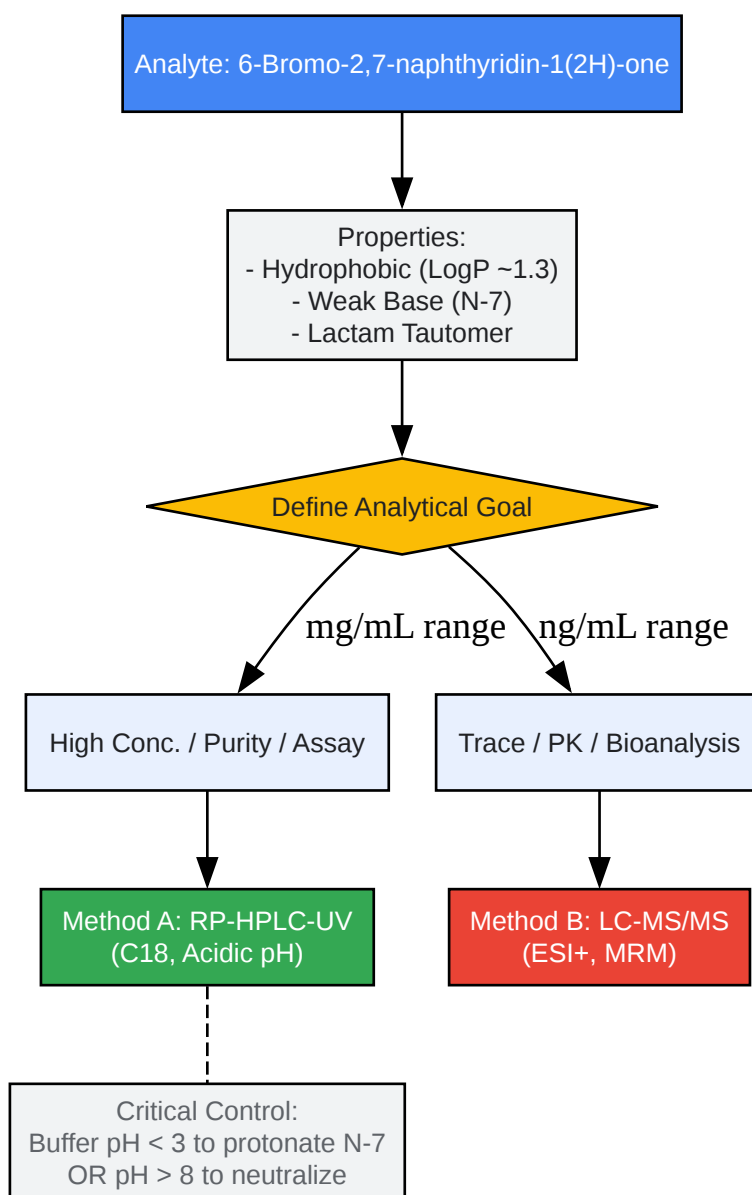 Analyte: 6-Bromo-2,7-naphthyridin-1(2H)-one
Properties:
- Hydrophobic (LogP ~1.3)
- Weak Base (N-7)
- Lactam Tautomer
Define Analytical Goal
mg/mL range
ng/mL range
High Conc. / Purity / Assay
Trace / PK / Bioanalysis
Method A: RP-HPLC-UV
(C18, Acidic pH)
Method B: LC-MS/MS
(ESI+, MRM)
Critical Control:
Buffer pH < 3 to protonate N-7
OR pH > 8 to neutralize